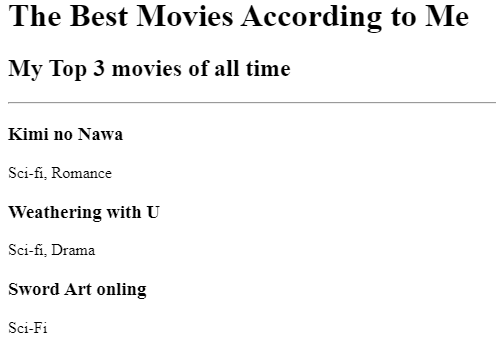 The Best Movies According to Me
My Top 3 movies of all time
Kimi no Nawa
Sci-fi, Romance
Weathering with U
Sci-fi, Drama
Sword Art onling
Sci-Fi